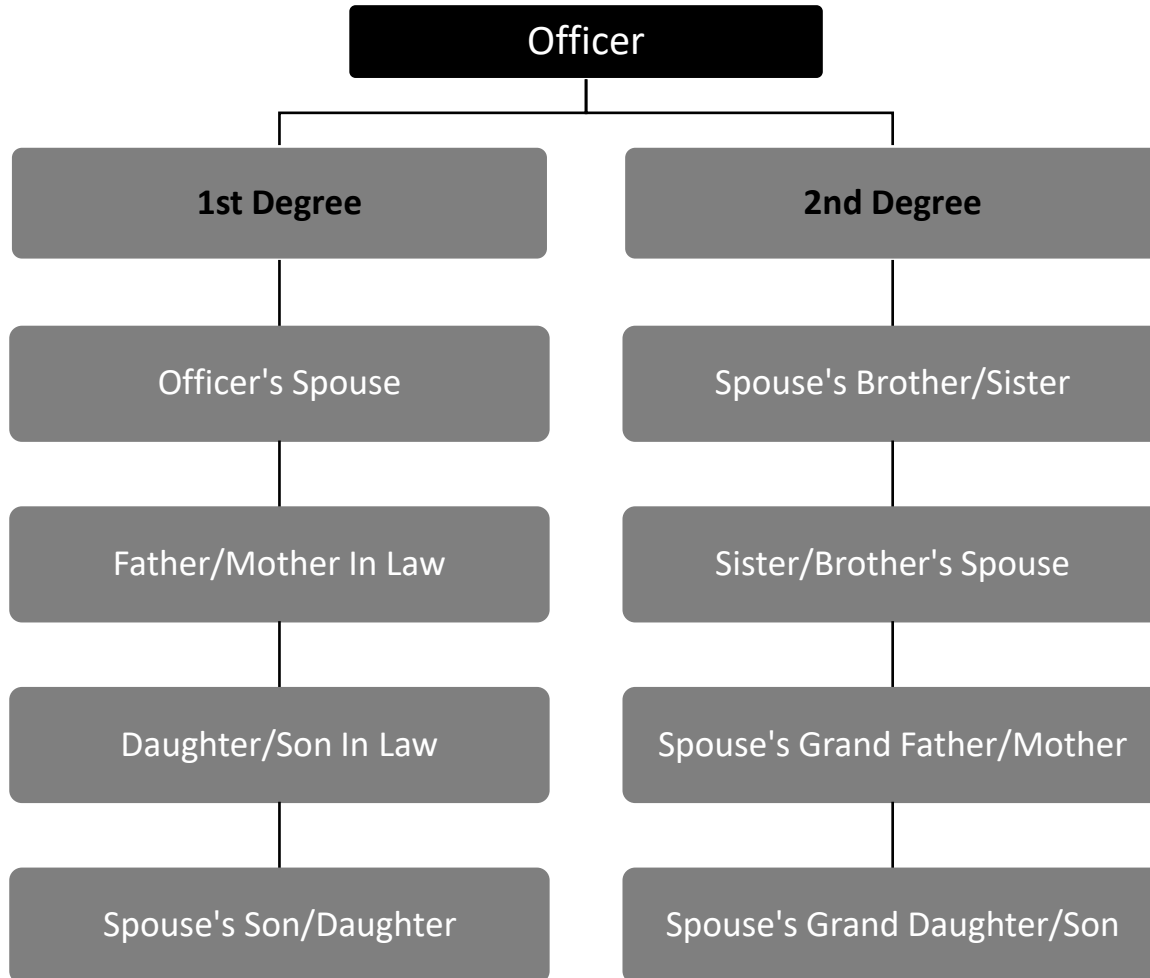 Officer
1st Degree
Officer's Spouse
Father/Mother In Law
Daughter/Son In Law
Spouse's Son/Daughter
2nd Degree
Spouse's Brother/Sister
Sister/Brother's Spouse
Spouse's Grand Father/Mother
Spouse's Grand Daughter/Son